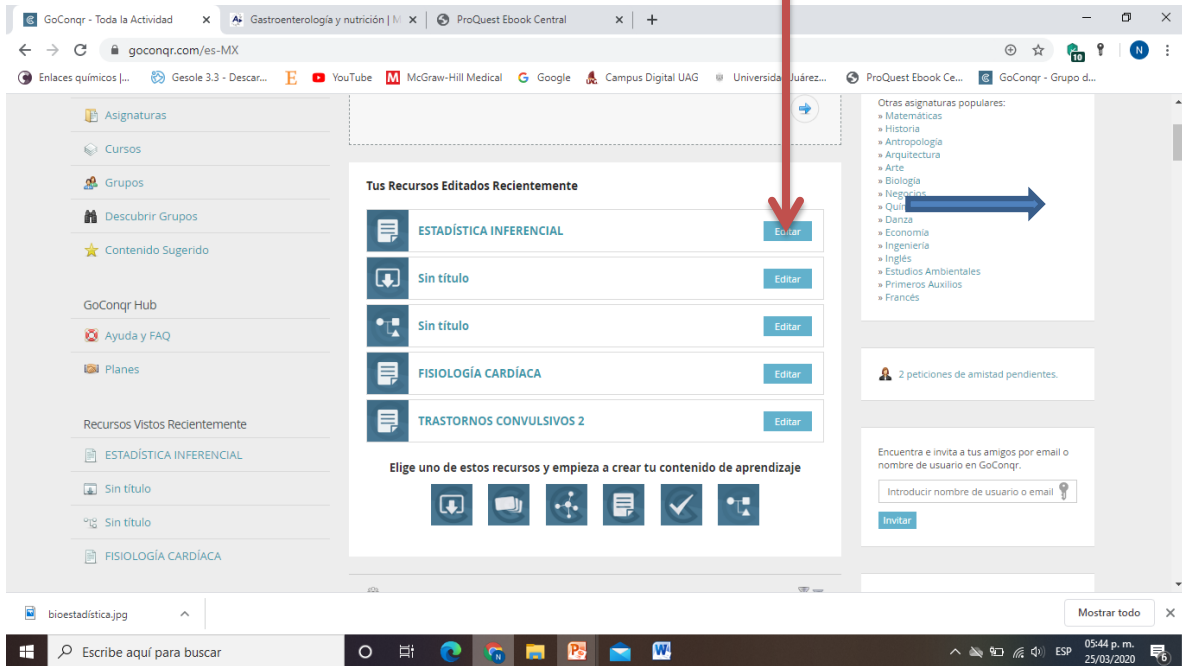 GoConqr - Toda la Actividad
Gastroenterología y nutrición | M
ProQuest Ebook Central
goconqr.com/es-MX
10
N
Enlaces químicos |...
Gesole 3.3 - Descar...
E
YouTube
M McGraw-Hill Medical
G Google
Campus Digital UAG
Universidad Juárez...
ProQuest Ebook Ce...
GoConqr - Grupo d...
Asignaturas
Cursos
Grupos
Descubrir Grupos
Contenido Sugerido
GoConqr Hub
Ayuda y FAQ
Planes
Recursos Vistos Recientemente
ESTADÍSTICA INFERENCIAL
Sin título
Sin título
FISIOLOGÍA CARDÍACA
Tus Recursos Editados Recientemente
ESTADÍSTICA INFERENCIAL
Editar
Sin título
Editar
Sin título
Editar
FISIOLOGÍA CARDÍACA
Editar
TRASTORNOS CONVULSIVOS 2
Editar
Elige uno de estos recursos y empieza a crear tu contenido de aprendizaje
Otras asignaturas populares:
» Matemáticas
» Historia
» Antropología
» Arquitectura
» Arte
» Biología
» Negocios
»
» Danza
» Economía
» Ingeniería
» Inglés
» Estudios Ambientales
» Primeros Auxilios
» Francés
2 peticiones de amistad pendientes.
Encuentra e invita a tus amigos por email o
nombre de usuario en GoConqr.
Introducir nombre de usuario o email
Invitar
bioestadística.jpg
Mostrar todo
Escribe aquí para buscar
ESP
05:44 p. m.
25/03/2020
6